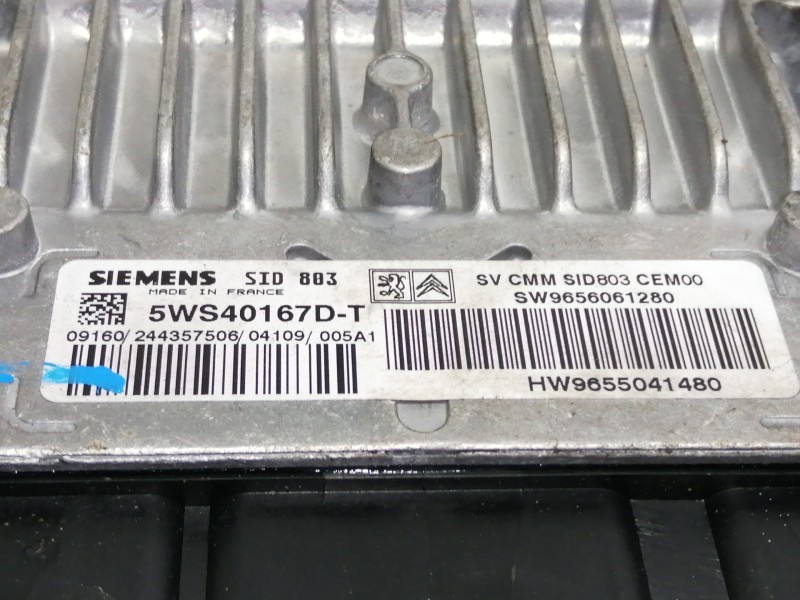 SIEMENS SID 803
MADE IN FRANCE
5WS40167D-T
09160/244357506/04109/005A1
SV CMM SID803 CEM00
SW9656061280
HW9655041480